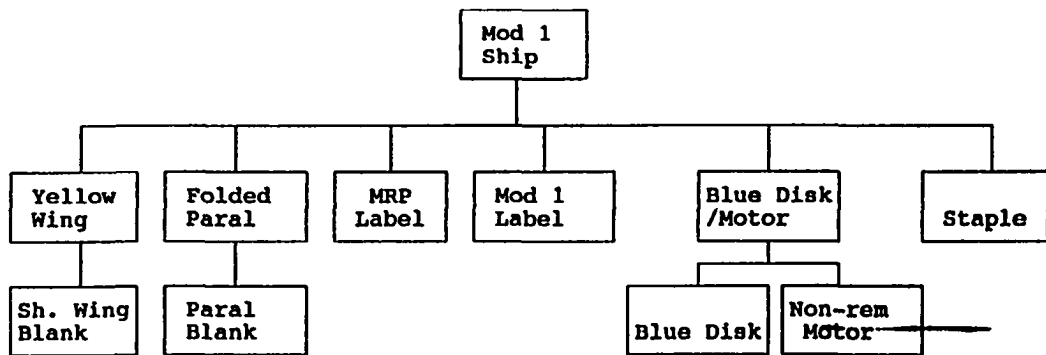 Mod 1
Ship
Yellow
Wing
Folded
Paral
MRP
Label
Mod 1
Label
Blue Disk
/Motor
Staple
Sh. Wing
Blank
Paral
Blank
Blue Disk
Non-rem
Motor